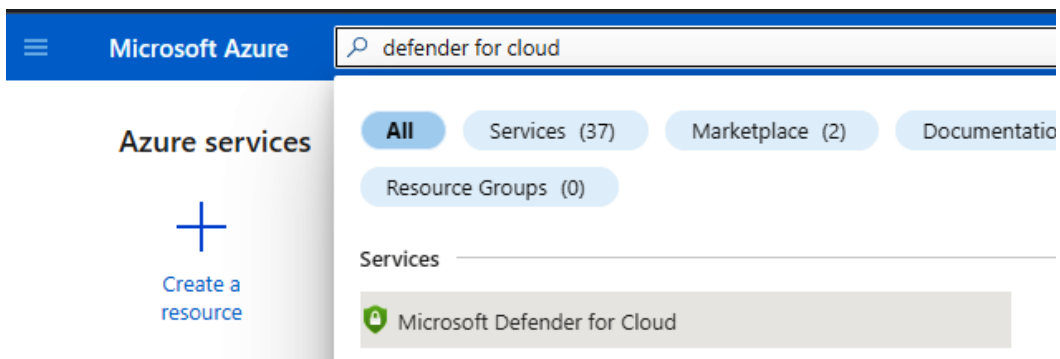 Microsoft Azure
defender for cloud
Azure services
All
Services (37)
Marketplace (2)
Documentatio
Resource Groups (0)
Create a
resource
Services
Microsoft Defender for Cloud